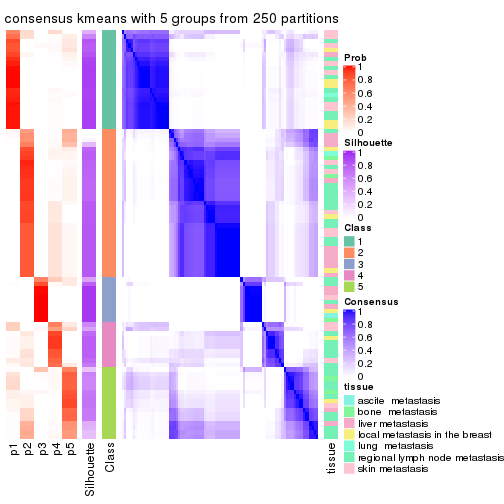 consensus kmeans with 5 groups from 250 partitions
Prob
1
0.8
0.6
0.4
0.2
0
Silhouette
1
0.8
0.6
0.4
0.2
0
Class
1
2
3
4
5
Consensus
1
0.8
0.6
0.4
0.2
0
tissue
ascite  metastasis
bone  metastasis
liver metastasis
local metastasis in the breast
lung  metastasis
regional lymph node metastasis
skin metastasis
p1
p2
p3
p4
p5
Silhouette
Class
tissue